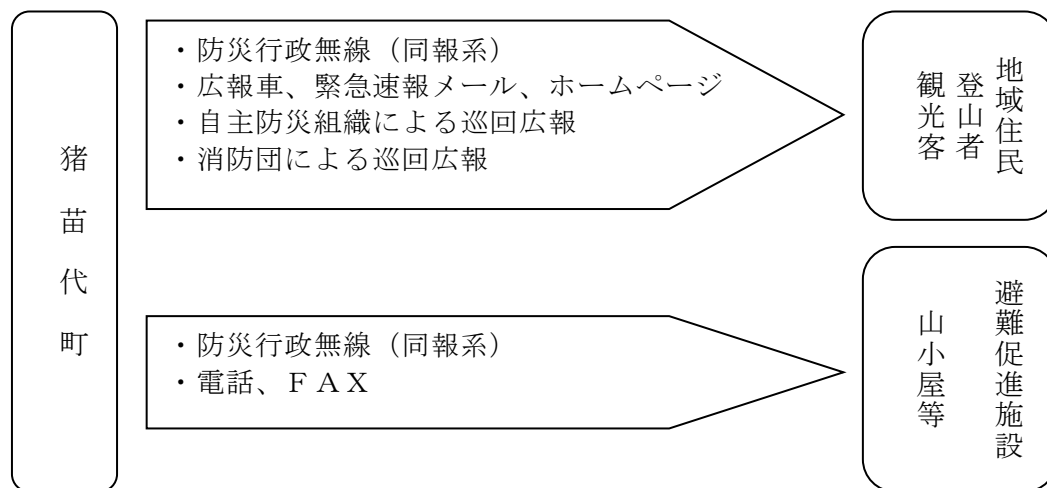 猪苗代町
・防災行政無線（同報系）
・広報車、緊急速報メール、ホームページ
・自主防災組織による巡回広報
・消防団による巡回広報
地域住民
登山者
観光客
・防災行政無線（同報系）
・電話、ＦＡＸ
避難促進施設
山小屋等